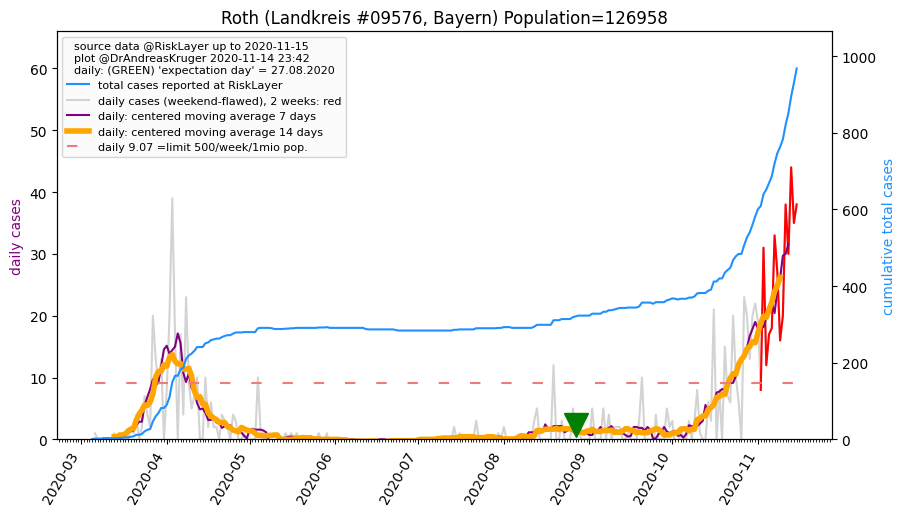 Roth (Landkreis #09576, Bayern) Population=126958
source data @RiskLayer up to 2020-11-15
plot @DrAndreasKruger 2020-11-14 23:42
daily: (GREEN) 'expectation day' = 27.08.2020
total cases reported at RiskLayer
daily cases (weekend-flawed), 2 weeks: red
daily: centered moving average 7 days
daily: centered moving average 14 days
daily 9.07 =limit 500/week/1mio pop.
daily cases
60
50
40
30
20
10
0
1000
800
600
400
200
0
cumulative total cases
2020-03
2020-04
2020-05
2020-06
2020-07
2020-08
2020-09
2020-10
2020-11